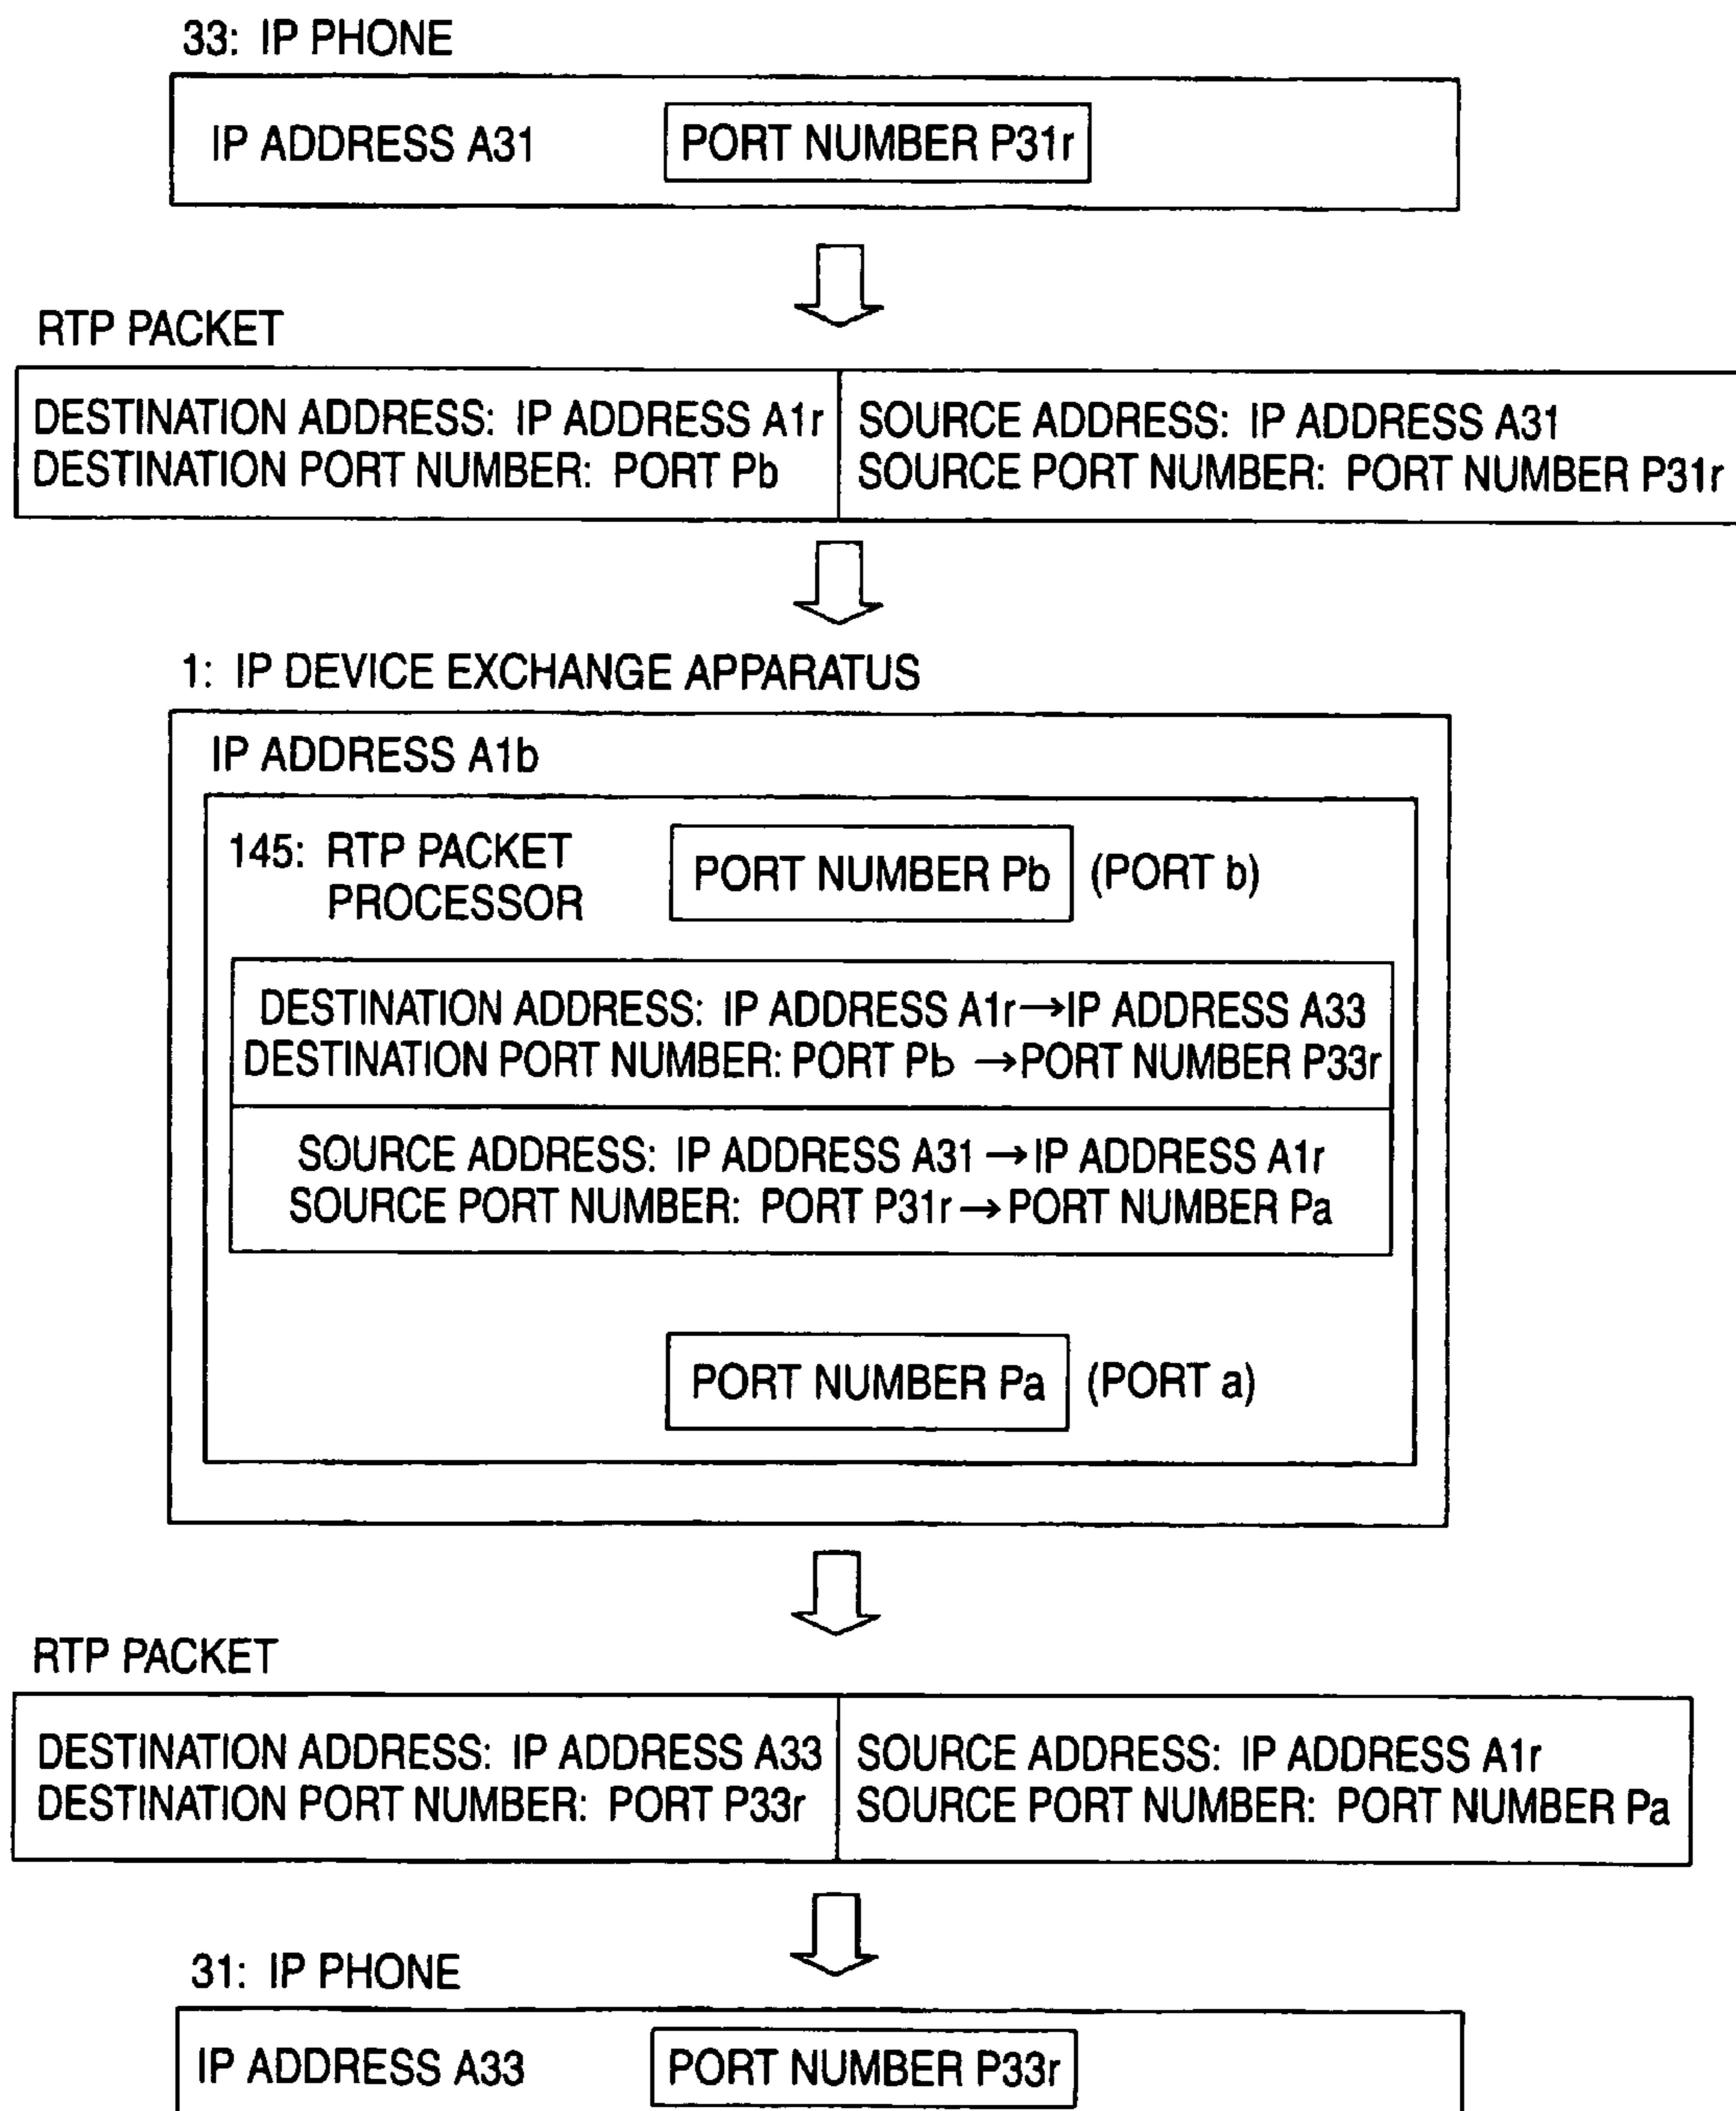 33: IP PHONE
IP ADDRESS A31
PORT NUMBER P31r
RTP PACKET
DESTINATION ADDRESS: IP ADDRESS A1r
DESTINATION PORT NUMBER: PORT Pb
SOURCE ADDRESS: IP ADDRESS A31
SOURCE PORT NUMBER: PORT NUMBER P31r
1: IP DEVICE EXCHANGE APPARATUS
IP ADDRESS A1b
145: RTP PACKET
PROCESSOR
PORT NUMBER Pb
(PORT b)
DESTINATION ADDRESS: IP ADDRESS A1r→IP ADDRESS A33
DESTINATION PORT NUMBER: PORT Pb →PORT NUMBER P33r
SOURCE ADDRESS: IP ADDRESS A31→IP ADDRESS A1r
SOURCE PORT NUMBER: PORT P31r→PORT NUMBER Pa
PORT NUMBER Pa
(PORT a)
RTP PACKET
DESTINATION ADDRESS: IP ADDRESS A33
DESTINATION PORT NUMBER: PORT P33r
SOURCE ADDRESS: IP ADDRESS A1r
SOURCE PORT NUMBER: PORT NUMBER Pa
31: IP PHONE
IP ADDRESS A33
PORT NUMBER P33r